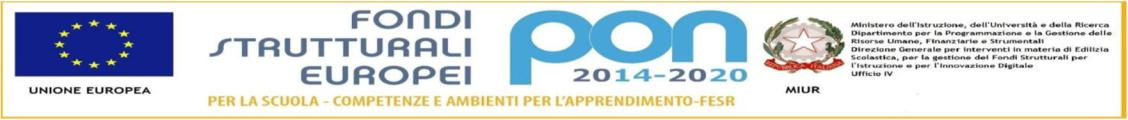 UNIONE EUROPEA
FONDI
STRUTTURALI
EUROPEI
pon
2014-2020
PER LA SCUOLA - COMPETENZE E AMBIENTI PER L'APPRENDIMENTO-FESR
MIUR
Ministero dell'Istruzione, dell'Università e della Ricerca
Dipartimento per la Programmazione e la Gestione delle
Risorse Umane, Finanziarie e Strumentali
Direzione Generale per interventi in materia di Edilizia
Scolastica, per la gestione dei Fondi Strutturali per
l'Istruzione e per l'Innovazione Digitale
Ufficio IV